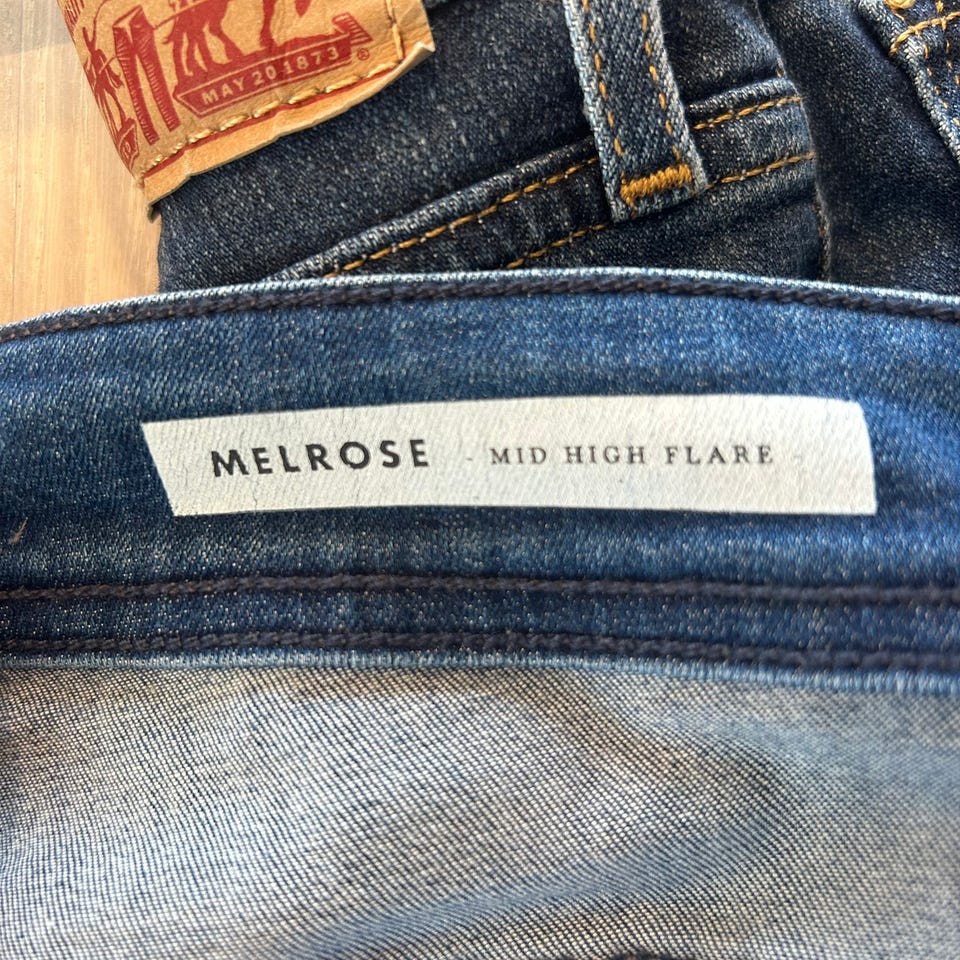 MAY 20 1873 ®
MELROSE - MID HIGH FLARE -